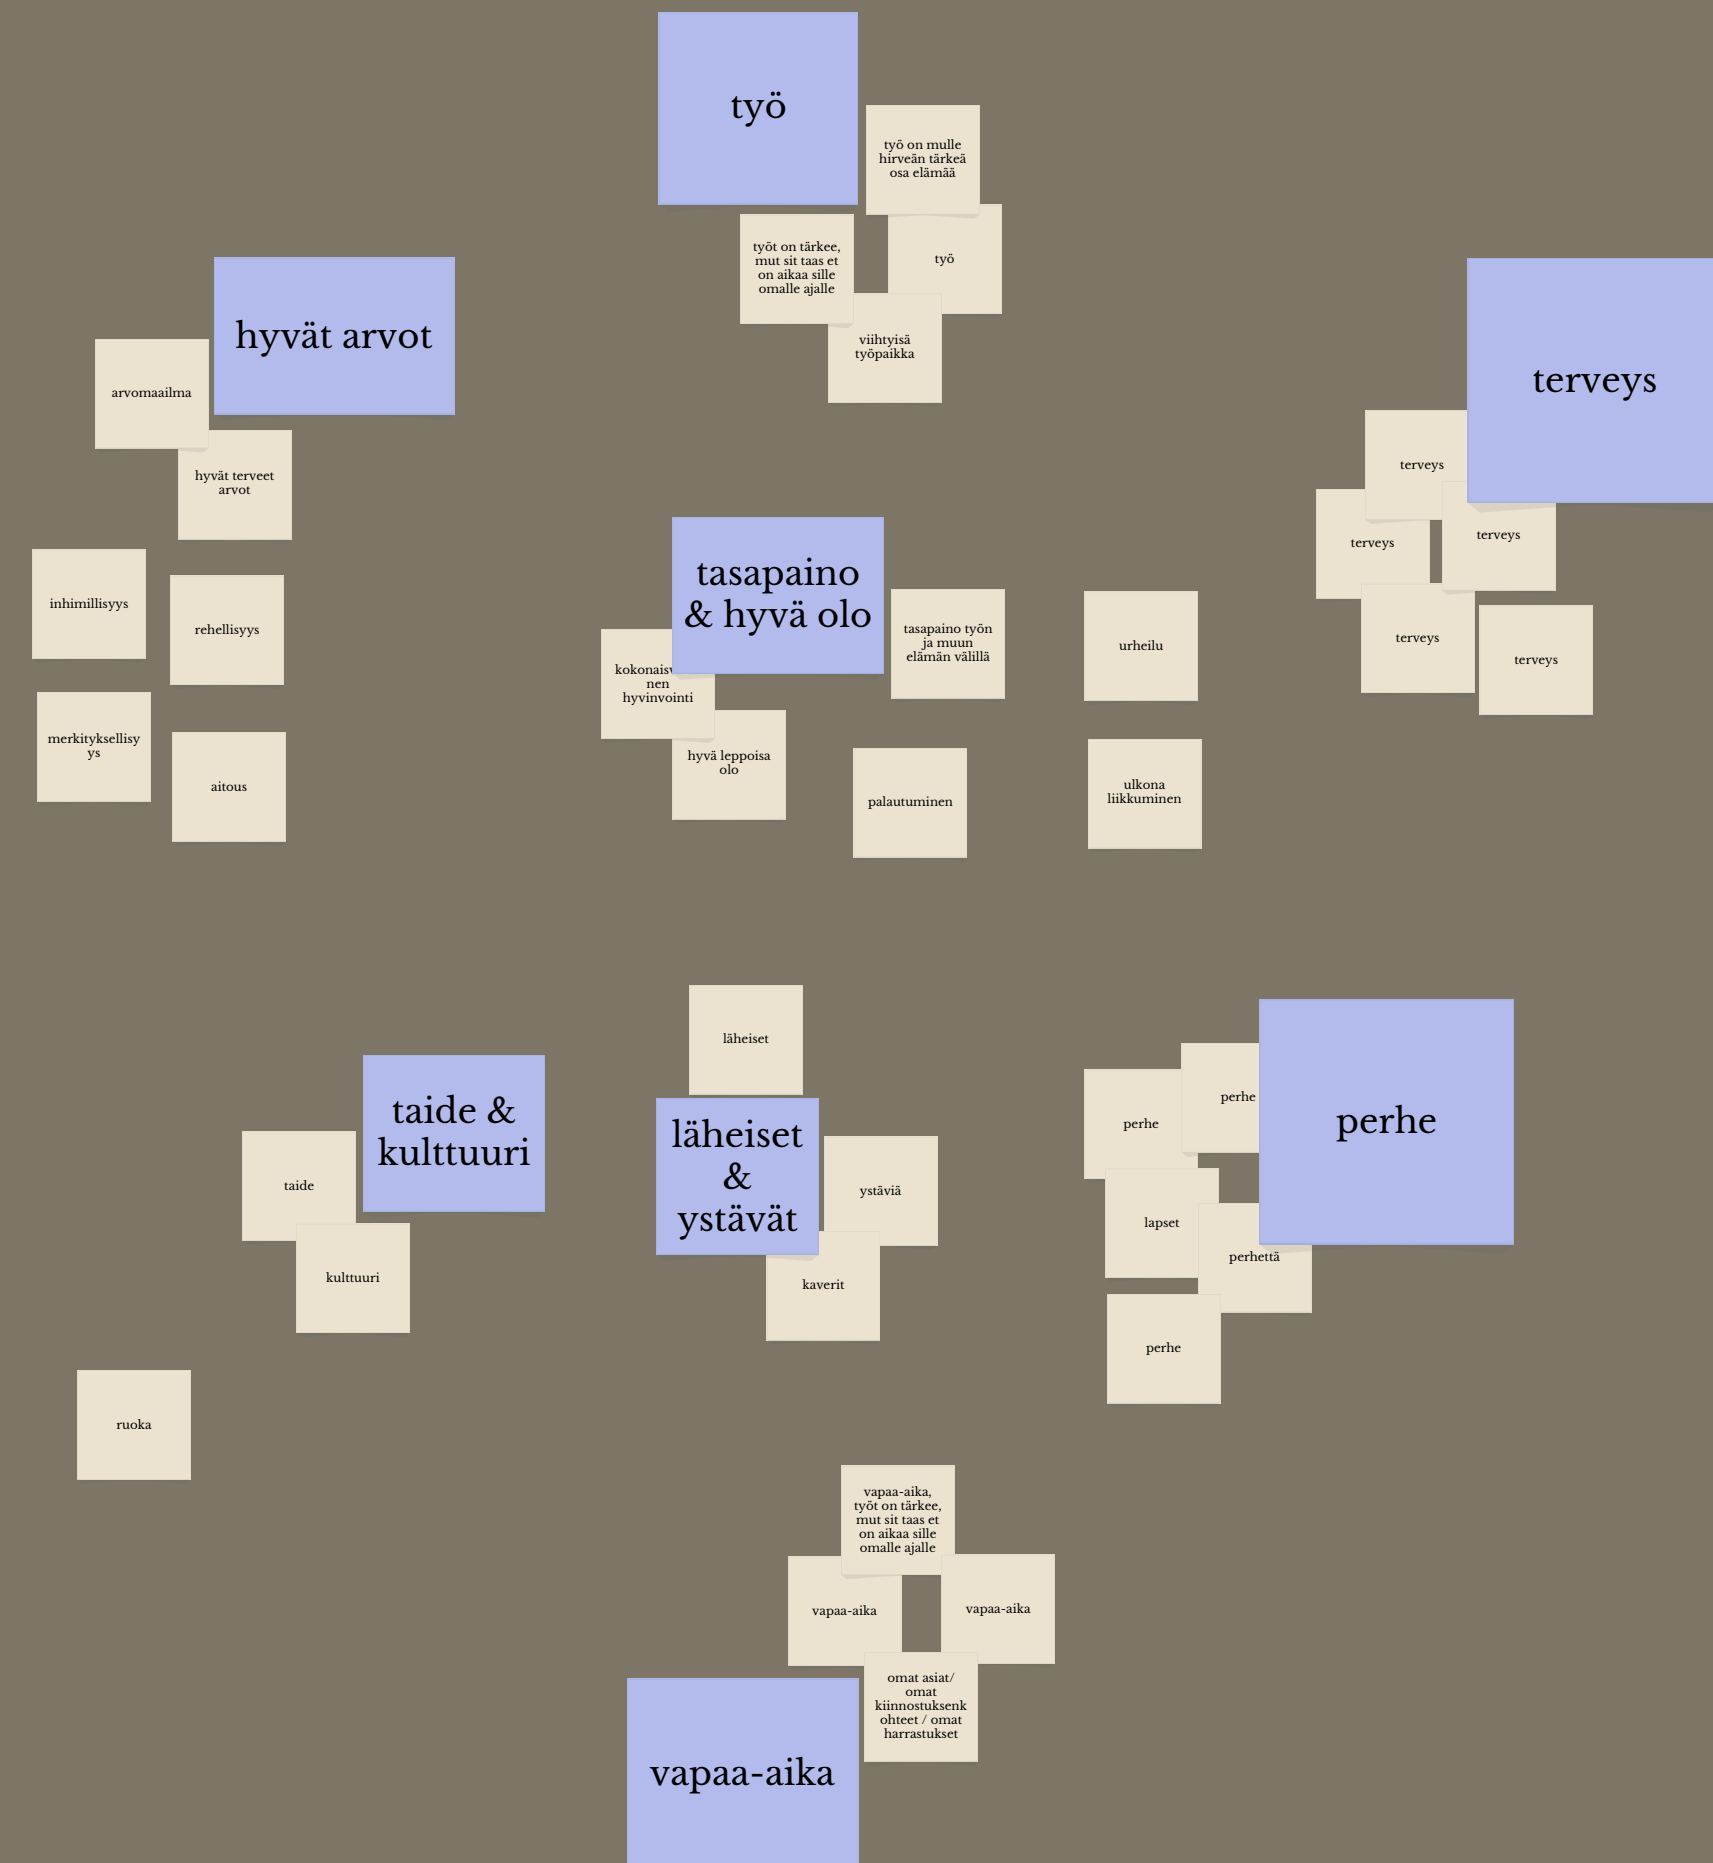 työ
työ on mulle
hirveän tärkeä
osa elämää
työt on tärkee,
mut sit taas et
on aikaa sille
omalle ajalle
työ
viihtyisä
työpaikka
hyvät arvot
arvomaailma
hyvät terveet
arvot
inhimillisyys
rehellisyys
merkityksellisy
ys
aitous
terveys
terveys
terveys
terveys
terveys
terveys
tasapaino
& hyvä olo
tasapaino työn
ja muun
elämän välillä
nen
hyvinvointi
hyvä leppoisa
olo
palautuminen
urheilu
ulkona
liikkuminen
läheiset
läheiset
&
ystävät
ystäviä
kaverit
taide &
kulttuuri
taide
kulttuuri
ruoka
perhe
perhe
perhe
lapset
perhettä
perhe
vapaa-aika,
työt on tärkee,
mut sit taas et
on aikaa sille
omalle ajalle
vapaa-aika
vapaa-aika
omat asiat/
omat
kiinnostuksenk
ohteet / omat
harrastukset
vapaa-aika